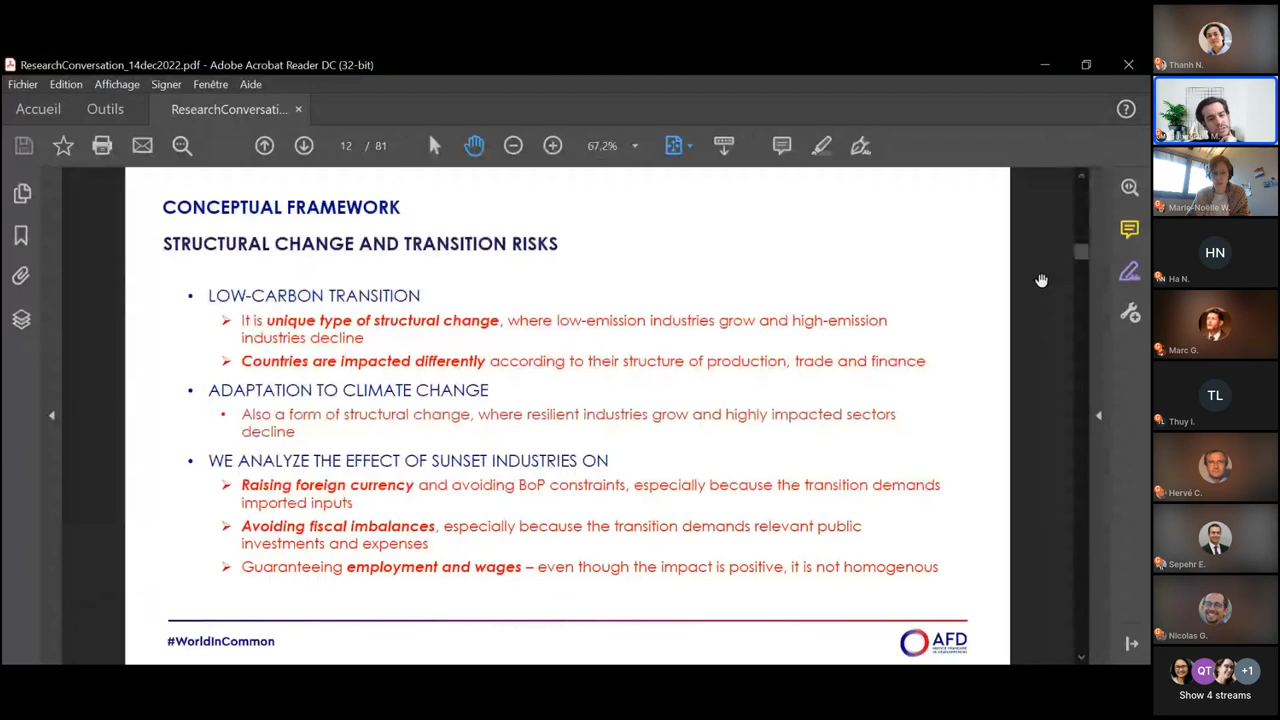 ResearchConversation_14dec2022.pdf - Adobe Acrobat Reader DC (32-bit)
Fichier Edition Affichage Signer Fenêtre Aide
Accueil Outils ResearchConversati... ×
12 / 81 67,2%
CONCEPTUAL FRAMEWORK
STRUCTURAL CHANGE AND TRANSITION RISKS
• LOW-CARBON TRANSITION
➢ It is unique type of structural change, where low-emission industries grow and high-emission
industries decline
➢ Countries are impacted differently according to their structure of production, trade and finance
• ADAPTATION TO CLIMATE CHANGE
• Also a form of structural change, where resilient industries grow and highly impacted sectors
decline
• WE ANALYZE THE EFFECT OF SUNSET INDUSTRIES ON
➢ Raising foreign currency and avoiding BoP constraints, especially because the transition demands
imported inputs
➢ Avoiding fiscal imbalances, especially because the transition demands relevant public
investments and expenses
➢ Guaranteeing employment and wages – even though the impact is positive, it is not homogenous
#WorldInCommon
AFD
Thanh N.
Marie-Noëlle W.
HN
Ha N.
Marc G.
TL
Thuy l.
Hervé C.
Sepehr E.
Nicolas G.
QT +1
Show 4 streams